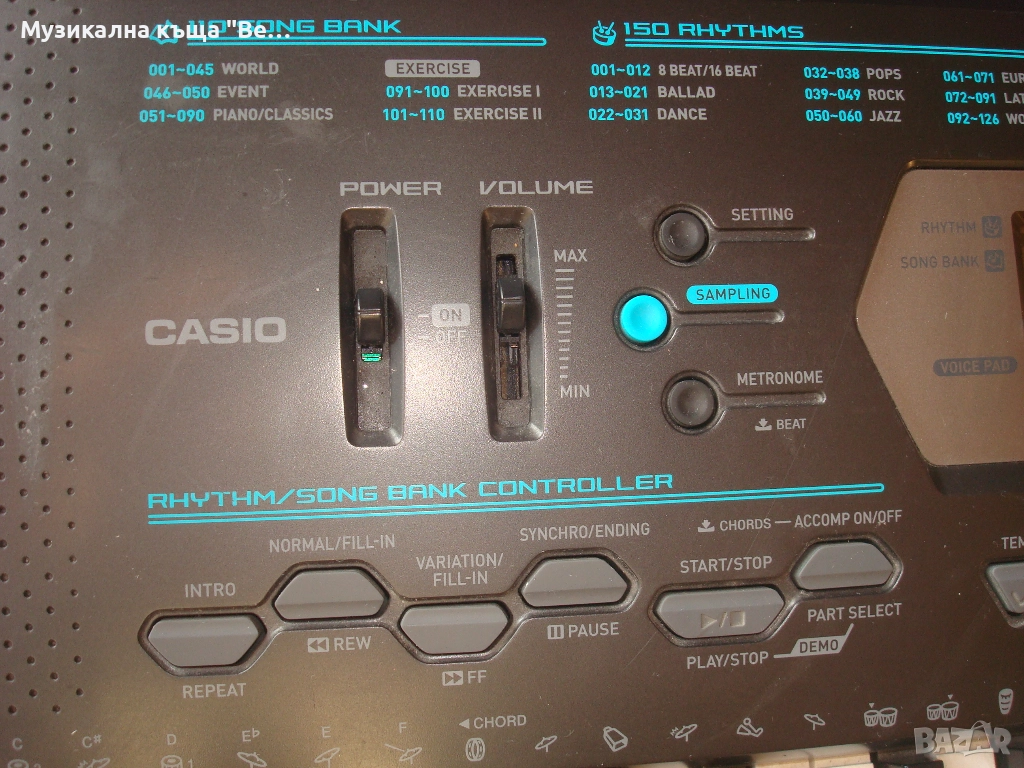 Музикална къща "Ве...
110 SONG BANK
001~045 WORLD
046~050 EVENT
051~090 PIANO/CLASSICS
EXERCISE
091~100 EXERCISE I
101~110 EXERCISE II
150 RHYTHMS
001~012 8 BEAT/16 BEAT
013~021 BALLAD
022~031 DANCE
032~038 POPS
039~049 ROCK
050~060 JAZZ
061~071 EUR
072~091 LAT
092~126 WO
POWER
VOLUME
CASIO
ON
OFF
MAX
MIN
SETTING
SAMPLING
METRONOME
BEAT
RHYTHM
SONG BANK
VOICE PAD
RHYTHM/SONG BANK CONTROLLER
INTRO
REPEAT
NORMAL/FILL-IN
REW
VARIATION/
FILL-IN
FF
SYNCHRO/ENDING
PAUSE
CHORDS — ACCOMP ON/OFF
START/STOP
PART SELECT
PLAY/STOP
DEMO
TEM
CHORD
C C# D E♭ E F
BAZAR